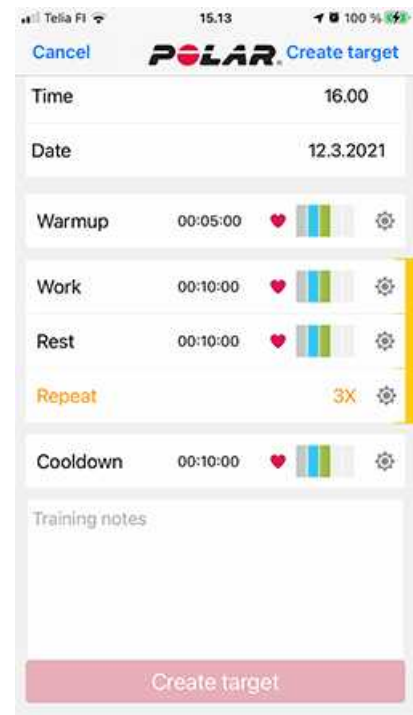 Telia FI 15.13 100 %
Cancel POLAR. Create target
Time 16.00
Date 12.3.2021
Warmup 00:05:00
Work 00:10:00
Rest 00:10:00
Repeat 3X
Cooldown 00:10:00
Training notes
Create target